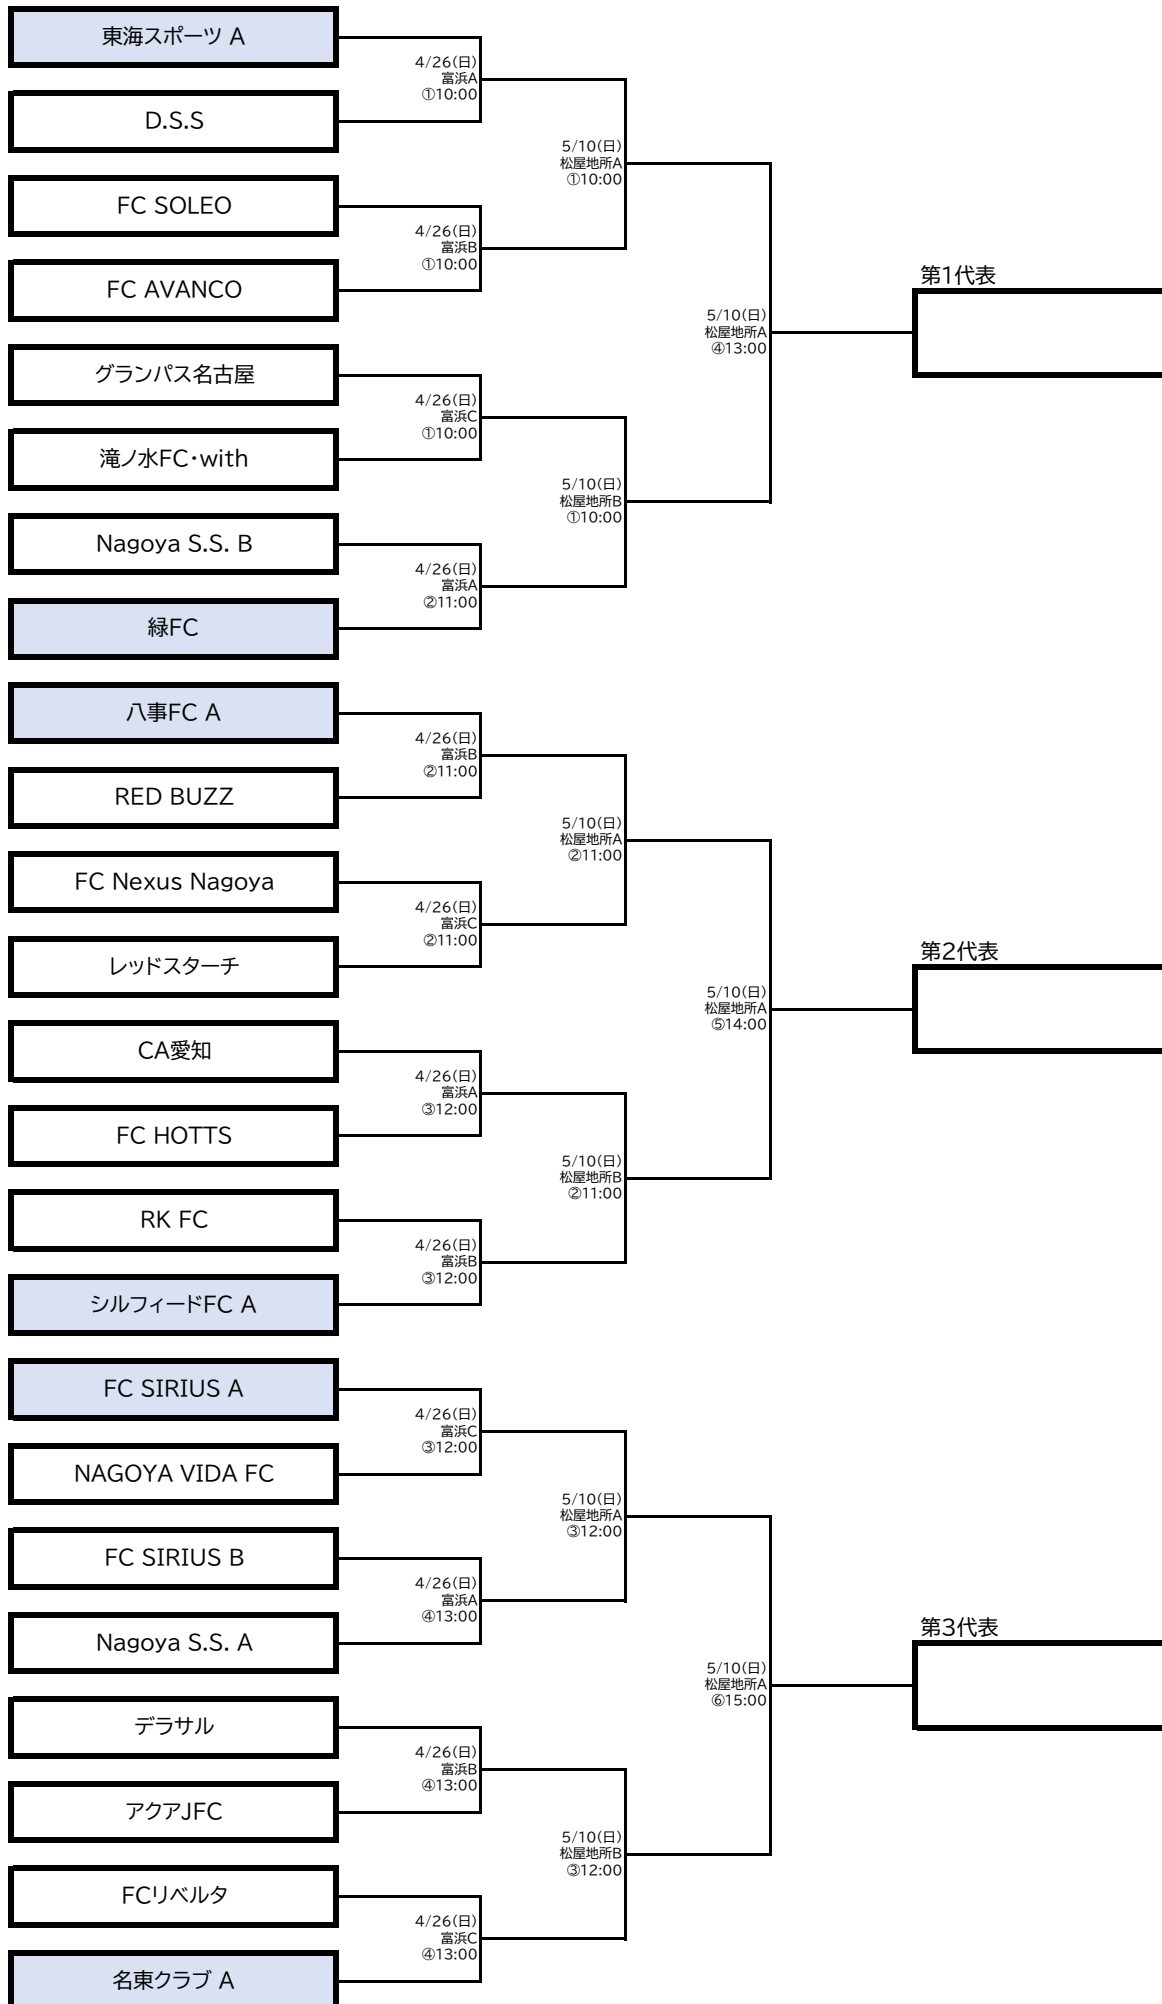 東海スポーツ A
4/26(日)
富浜A
①10:00
D.S.S
5/10(日)
松屋地所A
①10:00
FC SOLEO
4/26(日)
富浜B
①10:00
FC AVANCO
第1代表
5/10(日)
松屋地所A
④13:00
グランパス名古屋
4/26(日)
富浜C
①10:00
滝ノ水FC・with
5/10(日)
松屋地所B
①10:00
Nagoya S.S. B
4/26(日)
富浜A
②11:00
緑FC
八事FC A
4/26(日)
富浜B
②11:00
RED BUZZ
5/10(日)
松屋地所A
②11:00
FC Nexus Nagoya
4/26(日)
富浜C
②11:00
レッドスターチ
第2代表
5/10(日)
松屋地所A
⑤14:00
CA愛知
4/26(日)
富浜A
③12:00
FC HOTTS
5/10(日)
松屋地所B
②11:00
RK FC
4/26(日)
富浜B
③12:00
シルフィードFC A
FC SIRIUS A
4/26(日)
富浜C
③12:00
NAGOYA VIDA FC
5/10(日)
松屋地所A
③12:00
FC SIRIUS B
4/26(日)
富浜A
④13:00
Nagoya S.S. A
第3代表
5/10(日)
松屋地所A
⑥15:00
デラサル
4/26(日)
富浜B
④13:00
アクアJFC
5/10(日)
松屋地所B
③12:00
FCリベルタ
4/26(日)
富浜C
④13:00
名東クラブ A